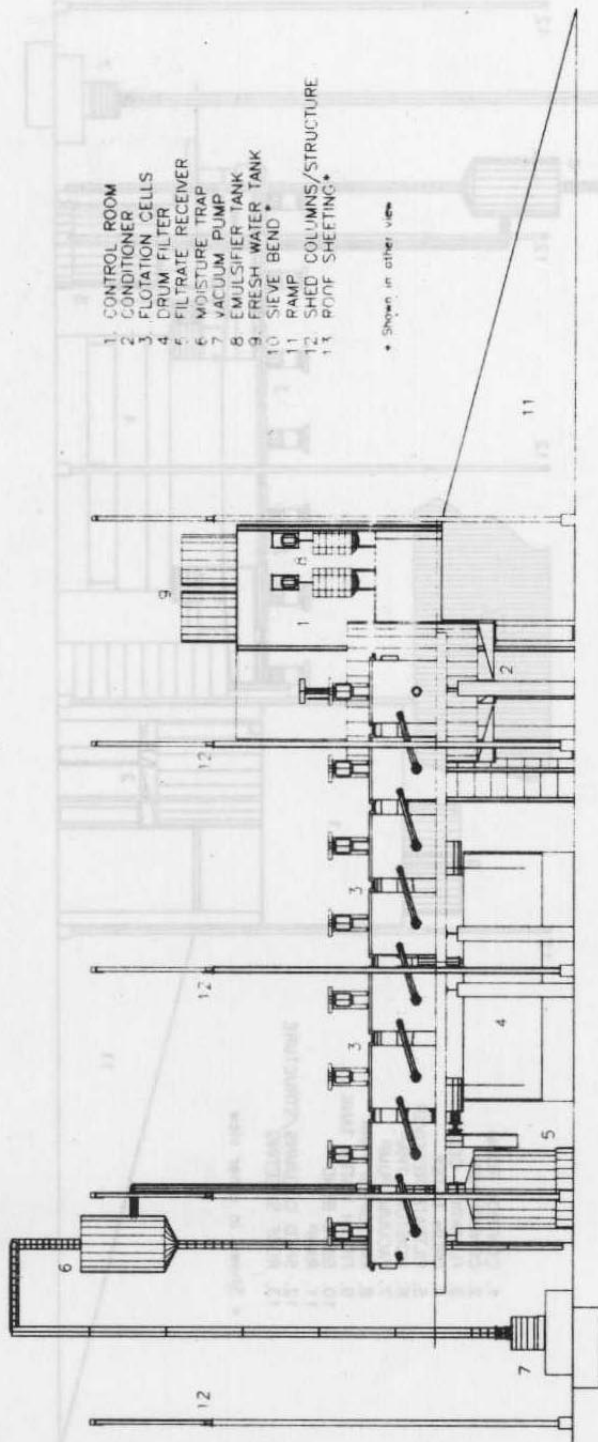 1. CONTROL ROOM
2. CONDITIONER
3. FLOTATION CELLS
4. DRUM FILTER
5. FILTRATE RECEIVER
6. MOISTURE TRAP
7. VACUUM PUMP
8. EMULSIFIER TANK
9. FRESH WATER TANK
10. SIEVE BEND *
11. RAMP
12. SHED COLUMNS/STRUCTURE
13. ROOF SHEETING*
* Shown in other view
9
8
1
11
12
2
3
12
3
4
6
5
7
12